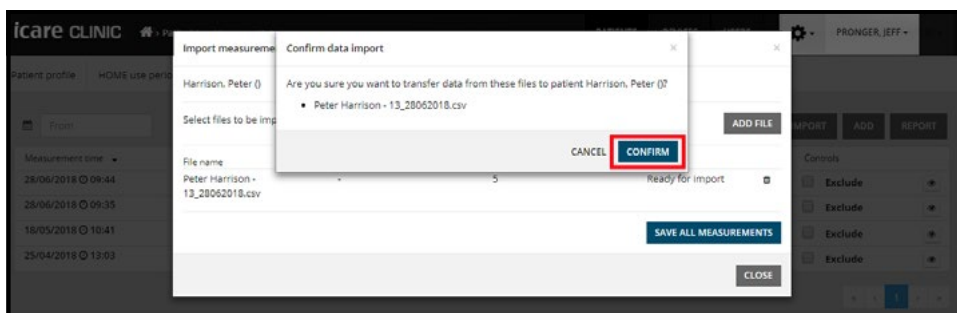 icare CLINIC
PRONGER, JEFF
Patient profile HOME use perio
Import measureme
Confirm data import
Harrison, Peter ()
Are you sure you want to transfer data from these files to patient Harrison, Peter ()?
Peter Harrison - 13_28062018.csv
Select files to be imp
ADD FILE
From
IMPORT ADD REPORT
CANCEL CONFIRM
Measurement time
Controls
File name
28/06/2018 09:44
Peter Harrison -
13_28062018.csv
-
5
Ready for import
Exclude
28/06/2018 09:35
Exclude
18/05/2018 10:41
SAVE ALL MEASUREMENTS
Exclude
25/04/2018 13:03
Exclude
CLOSE
1